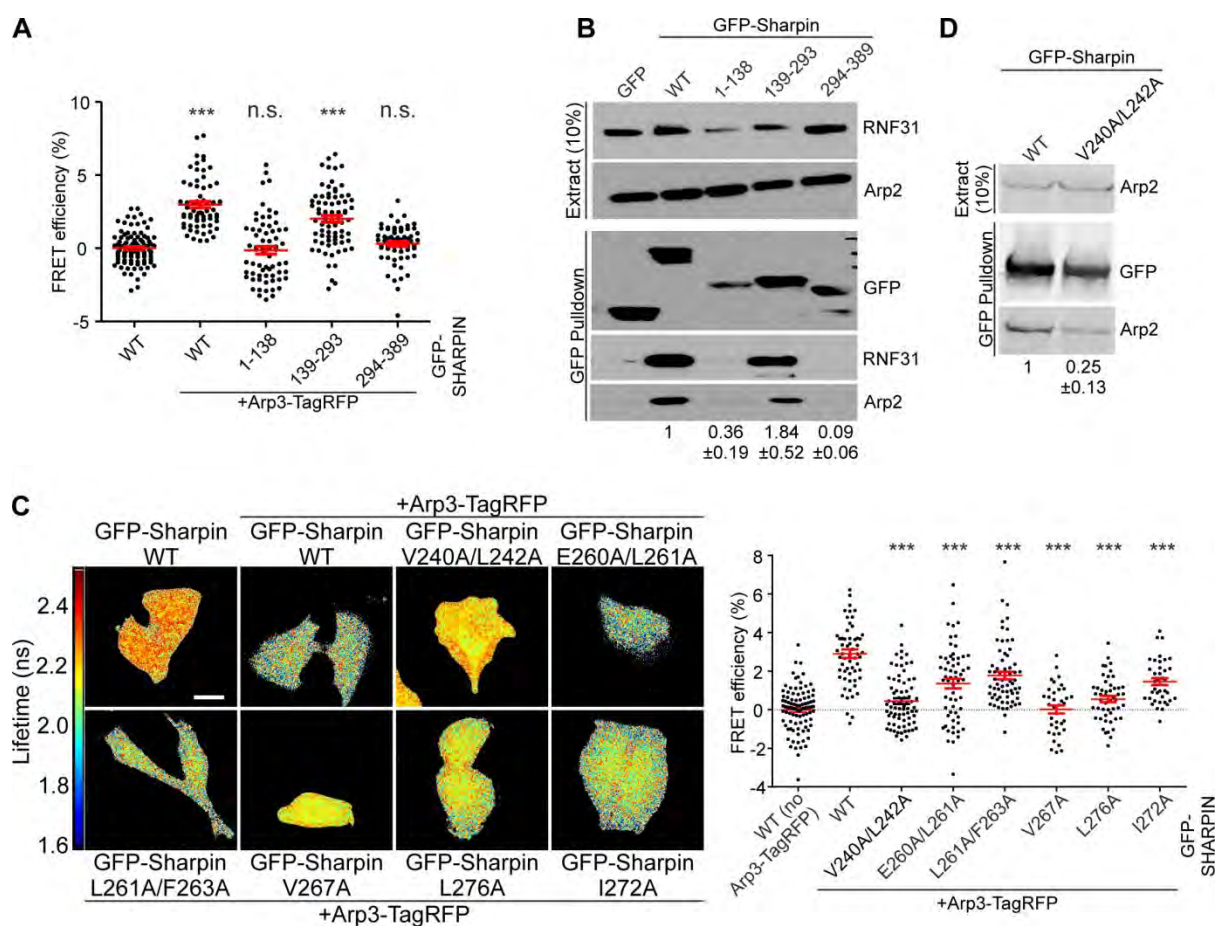 A
FRET efficiency (%)
10
5
0
-5
***
n.s.
***
n.s.
WT
WT
1-138
139-293
294-389
+Arp3-TagRFP
GFP-
SHARPIN
B
GFP-Sharpin
GFP
WT
1-138
139-293
294-389
Extract (10%)
RNF31
Arp2
GFP Pulldown
GFP
RNF31
Arp2
1 0.36 1.84 0.09
±0.19 ±0.52 ±0.06
D
GFP-Sharpin
WT
V240A/L242A
Extract
(10%)
Arp2
GFP Pulldown
GFP
Arp2
1 0.25
±0.13
C
+Arp3-TagRFP
GFP-Sharpin GFP-Sharpin GFP-Sharpin GFP-Sharpin
WT WT V240A/L242A E260A/L261A
Lifetime (ns)
2.4
2.2
2.0
1.8
1.6
GFP-Sharpin GFP-Sharpin GFP-Sharpin GFP-Sharpin
L261A/F263A V267A L276A I272A
+Arp3-TagRFP
FRET efficiency (%)
8
6
4
2
0
-2
-4
*** *** *** *** *** ***
WT (no
Arp3-TagRFP)
WT
V240A/L242A
E260A/L261A
L261A/F263A
V267A
L276A
I272A
+Arp3-TagRFP
GFP-
SHARPIN